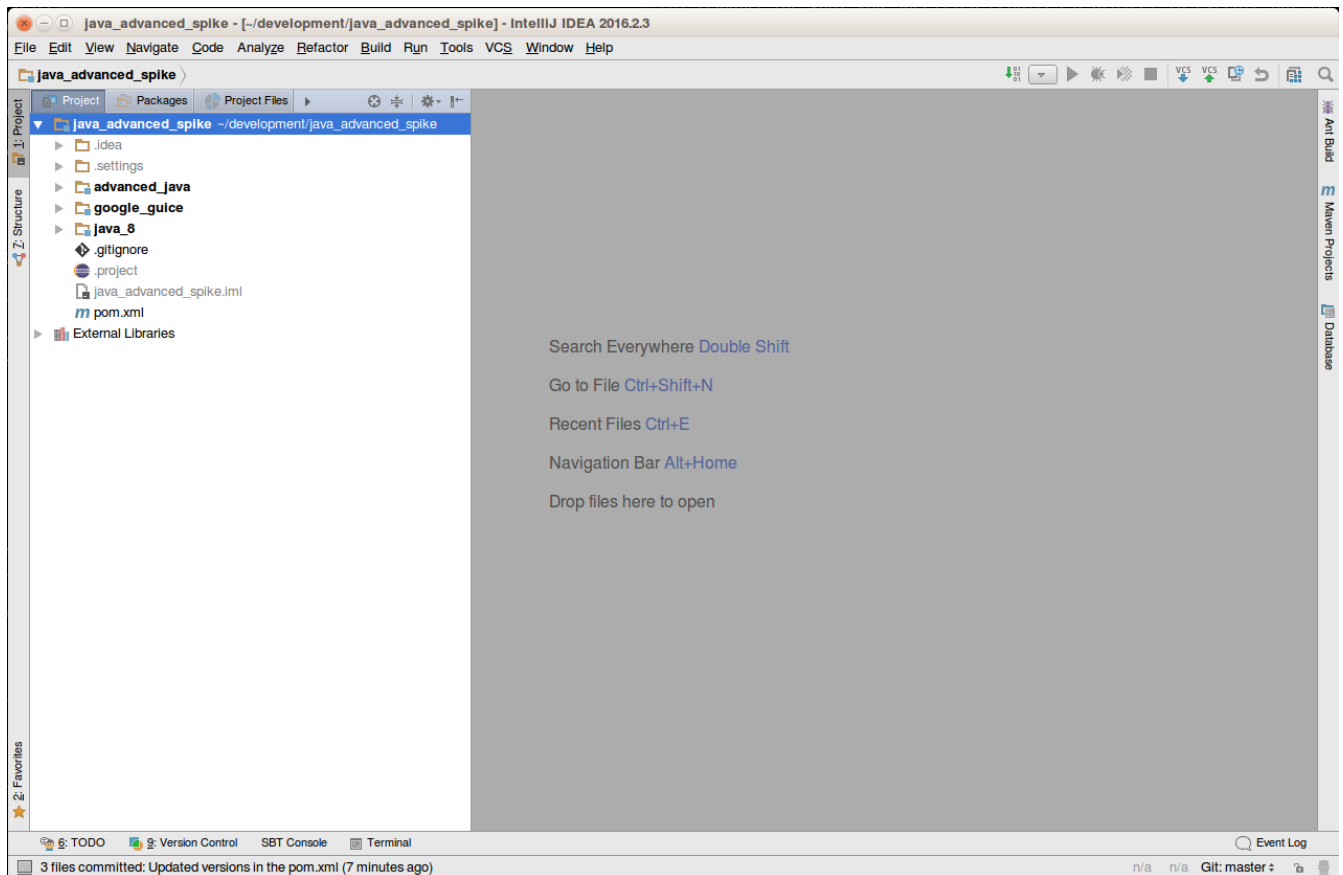 java_advanced_spike - [~/development/java_advanced_spike] - IntelliJ IDEA 2016.2.3
File Edit View Navigate Code Analyze Refactor Build Run Tools VCS Window Help
java_advanced_spike
VCS VCS
Project Packages Project Files
java_advanced_spike ~/development/java_advanced_spike
.idea
.settings
advanced_java
google_guice
java_8
.gitignore
.project
java_advanced_spike.iml
m pom.xml
External Libraries
1: Project
7: Structure
2: Favorites
Search Everywhere Double Shift
Go to File Ctrl+Shift+N
Recent Files Ctrl+E
Navigation Bar Alt+Home
Drop files here to open
Ant Build
m Maven Projects
Database
6: TODO 9: Version Control SBT Console Terminal Event Log
3 files committed: Updated versions in the pom.xml (7 minutes ago) n/a n/a Git: master